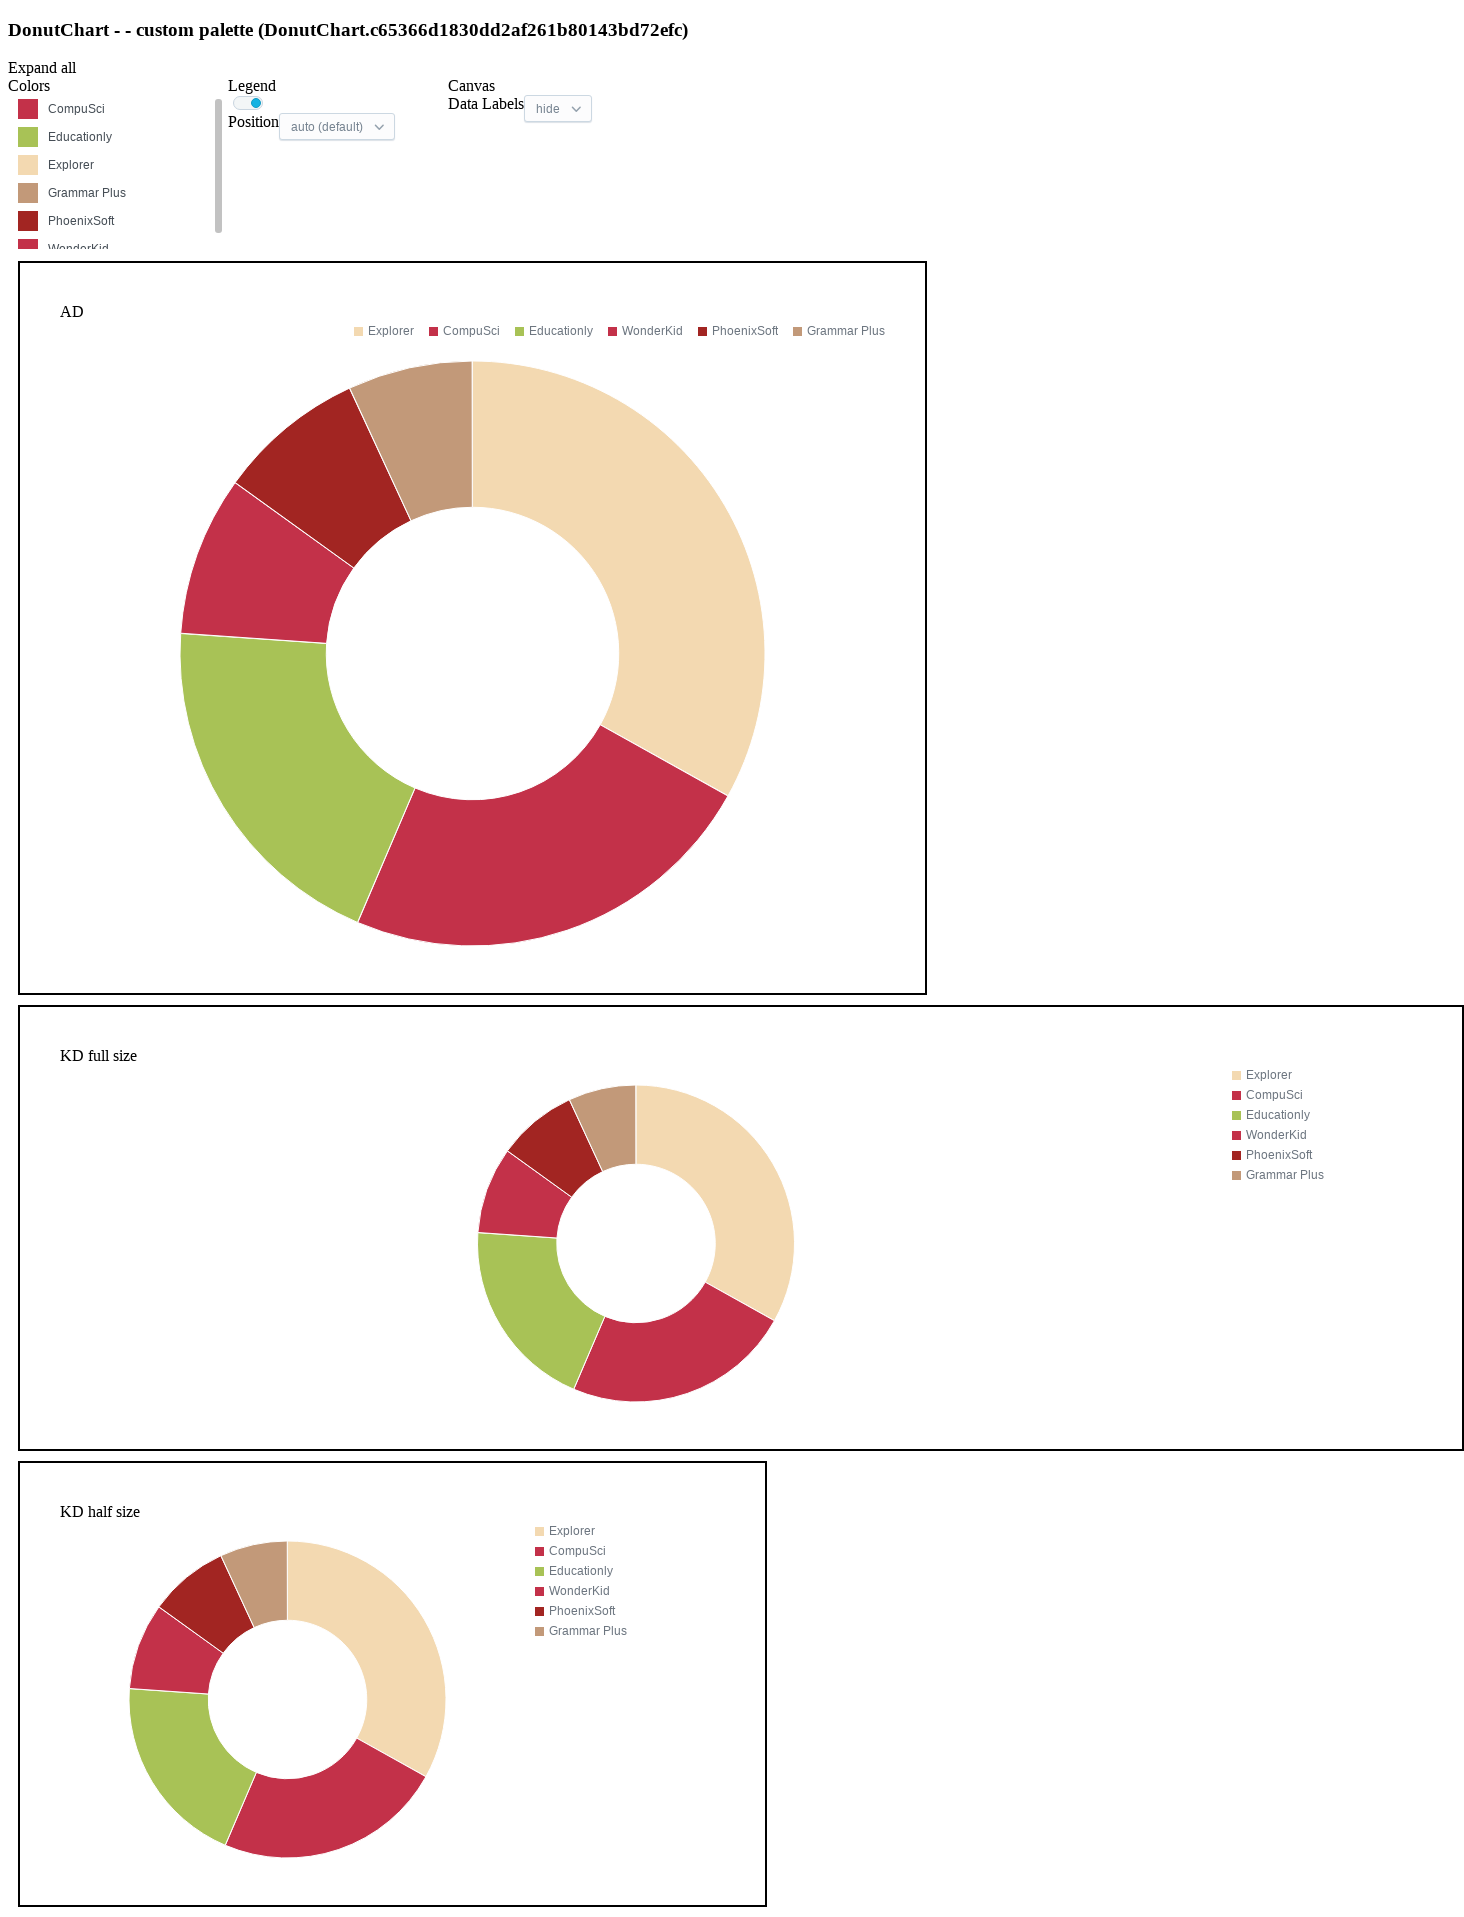 DonutChart - - custom palette (DonutChart.c65366d1830dd2af261b80143bd72efc)
Expand all
Colors
CompuSci
Educationly
Explorer
Grammar Plus
PhoenixSoft
WonderKid
Legend
Position auto (default)
Canvas
Data Labels hide
AD
Explorer CompuSci Educationly WonderKid PhoenixSoft Grammar Plus
KD full size
Explorer
CompuSci
Educationly
WonderKid
PhoenixSoft
Grammar Plus
KD half size
Explorer
CompuSci
Educationly
WonderKid
PhoenixSoft
Grammar Plus